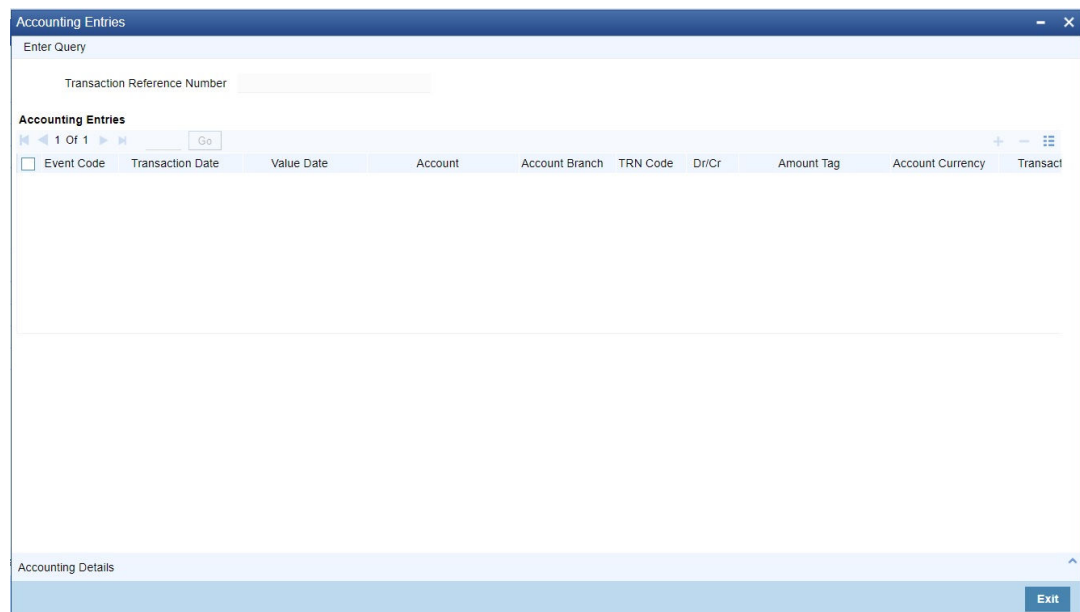 Accounting Entries
Enter Query
Transaction Reference Number
Accounting Entries
1 Of 1 Go
Event Code Transaction Date Value Date Account Account Branch TRN Code Dr/Cr Amount Tag Account Currency Transact
Accounting Details
Exit